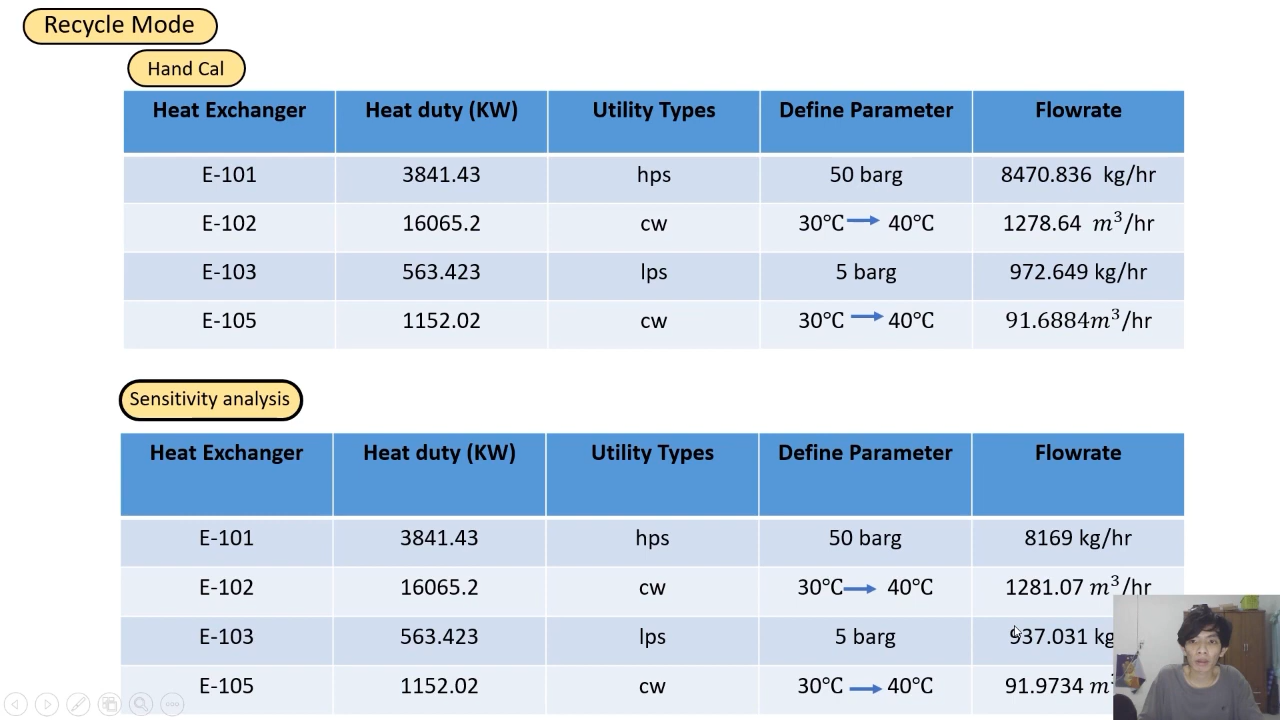 Recycle Mode
Hand Cal
Heat Exchanger Heat duty (KW) Utility Types Define Parameter Flowrate
E-101 3841.43 hps 50 barg 8470.836 kg/hr
E-102 16065.2 cw 30℃ → 40℃ 1278.64 m³/hr
E-103 563.423 lps 5 barg 972.649 kg/hr
E-105 1152.02 cw 30℃ → 40℃ 91.6884m³/hr
Sensitivity analysis
Heat Exchanger Heat duty (KW) Utility Types Define Parameter Flowrate
E-101 3841.43 hps 50 barg 8169 kg/hr
E-102 16065.2 cw 30℃ → 40℃ 1281.07 m³/hr
E-103 563.423 lps 5 barg 937.031 kg
E-105 1152.02 cw 30℃ → 40℃ 91.9734 m